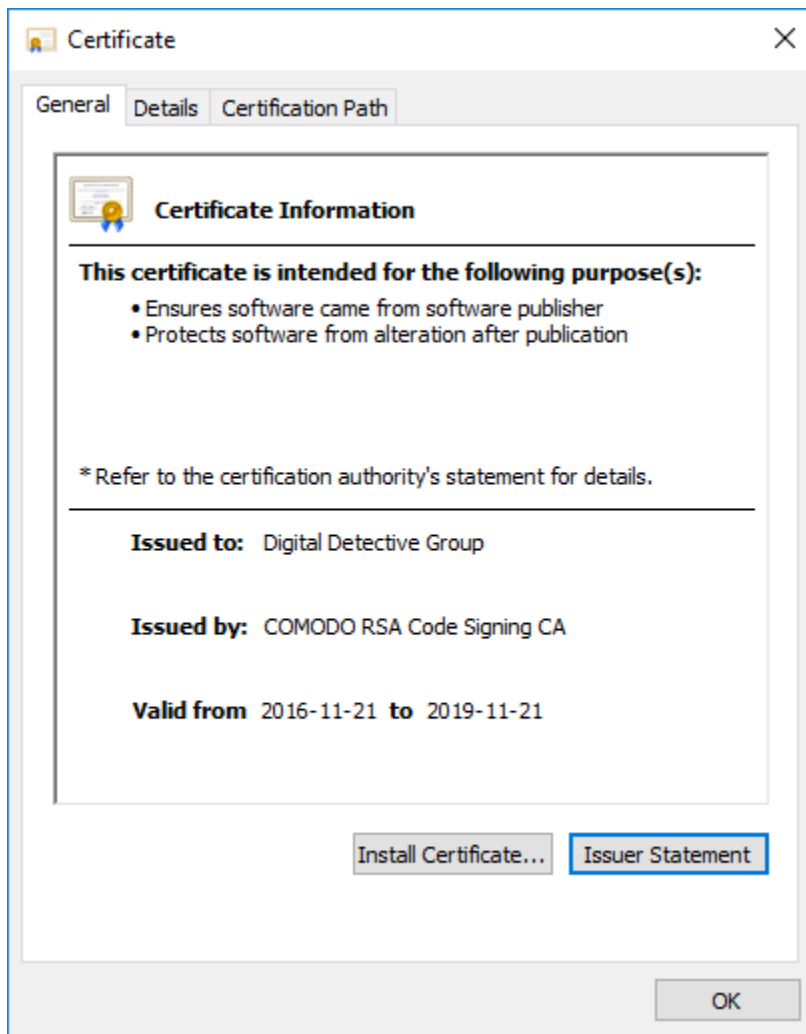 Certificate
General Details Certification Path
Certificate Information
This certificate is intended for the following purpose(s):
• Ensures software came from software publisher
• Protects software from alteration after publication
* Refer to the certification authority's statement for details.
Issued to: Digital Detective Group
Issued by: COMODO RSA Code Signing CA
Valid from 2016-11-21 to 2019-11-21
Install Certificate... Issuer Statement
OK